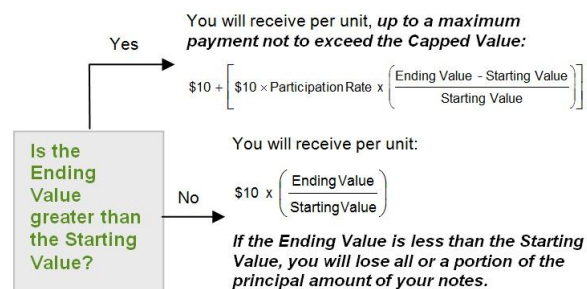 You will receive per unit, up to a maximum
payment not to exceed the Capped Value:
Yes
$10 + [ $10 × Participation Rate x ( Ending Value - Starting Value / Starting Value ) ]
Is the
Ending
Value
greater than
the Starting
Value?
No
You will receive per unit:
$10 x ( Ending Value / Starting Value )
If the Ending Value is less than the Starting
Value, you will lose all or a portion of the
principal amount of your notes.